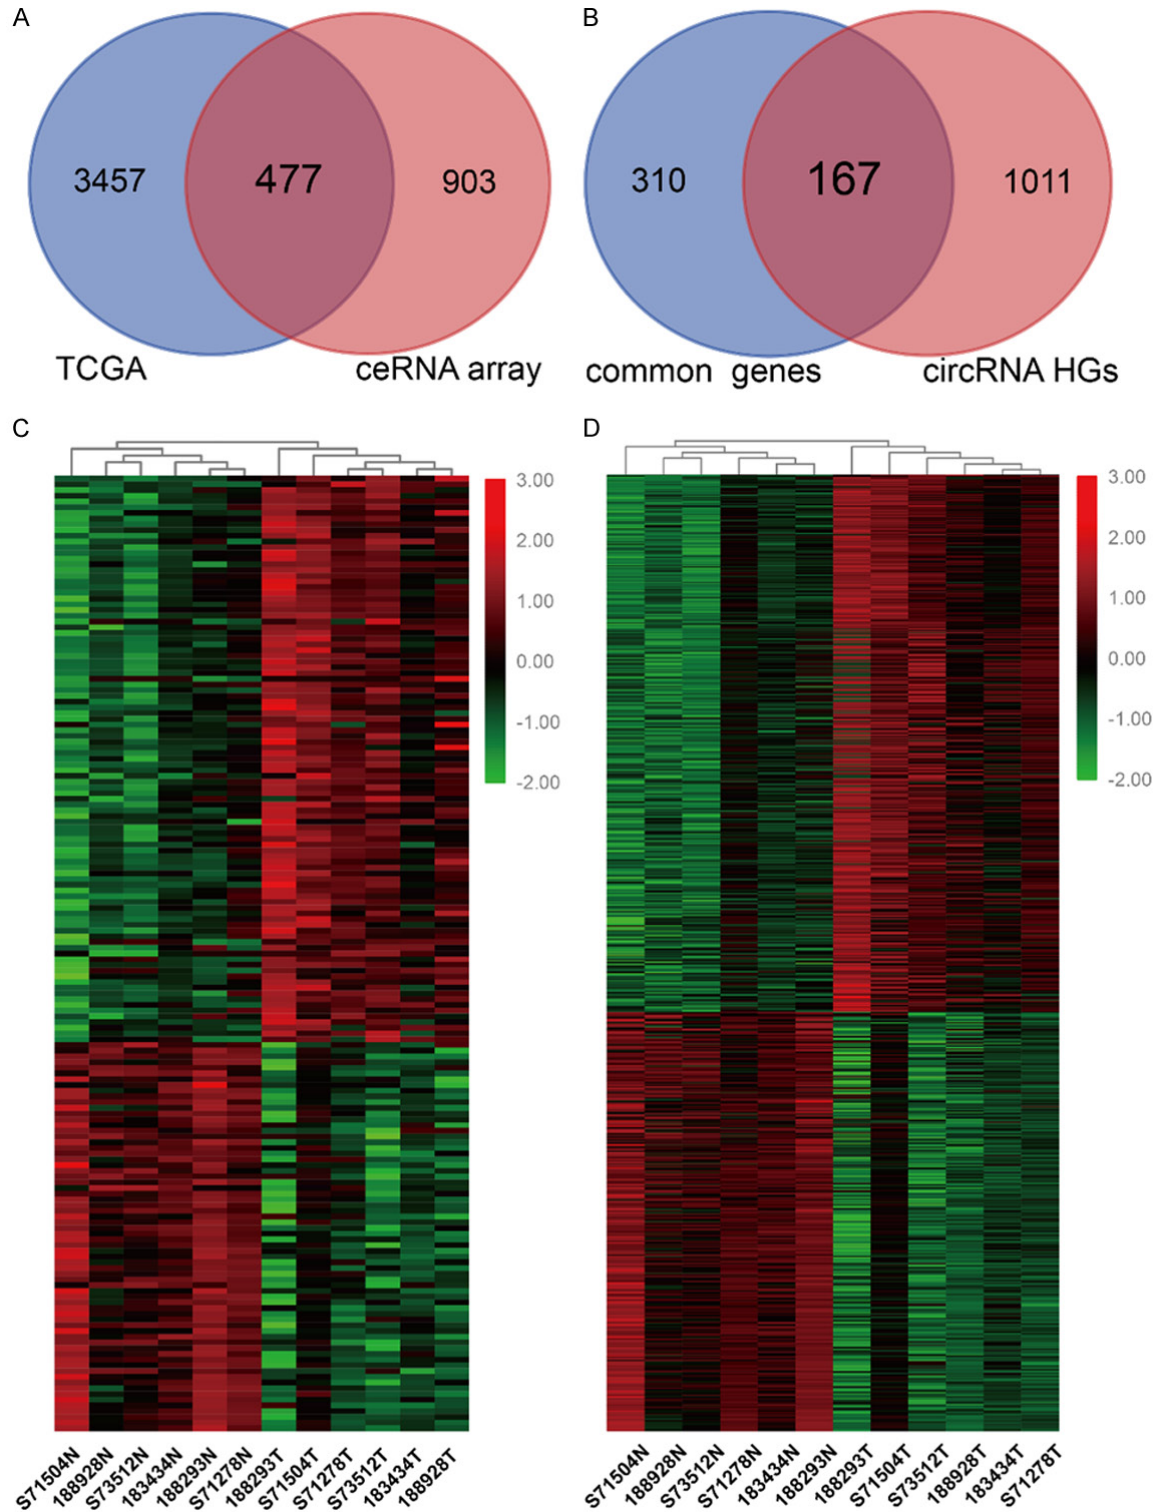 A
B
3457
477
903
310
167
1011
TCGA
ceRNA array
common genes
circRNA HGs
C
D
3.00
2.00
1.00
0.00
-1.00
-2.00
3.00
2.00
1.00
0.00
-1.00
-2.00
S71504N
188928N
S73512N
183434N
188293N
S71278N
188293T
S71504T
S71278T
S73512T
183434T
188928T
S71504N
188928N
S73512N
S71278N
183434N
188293N
188293T
S71504T
S73512T
188928T
183434T
S71278T